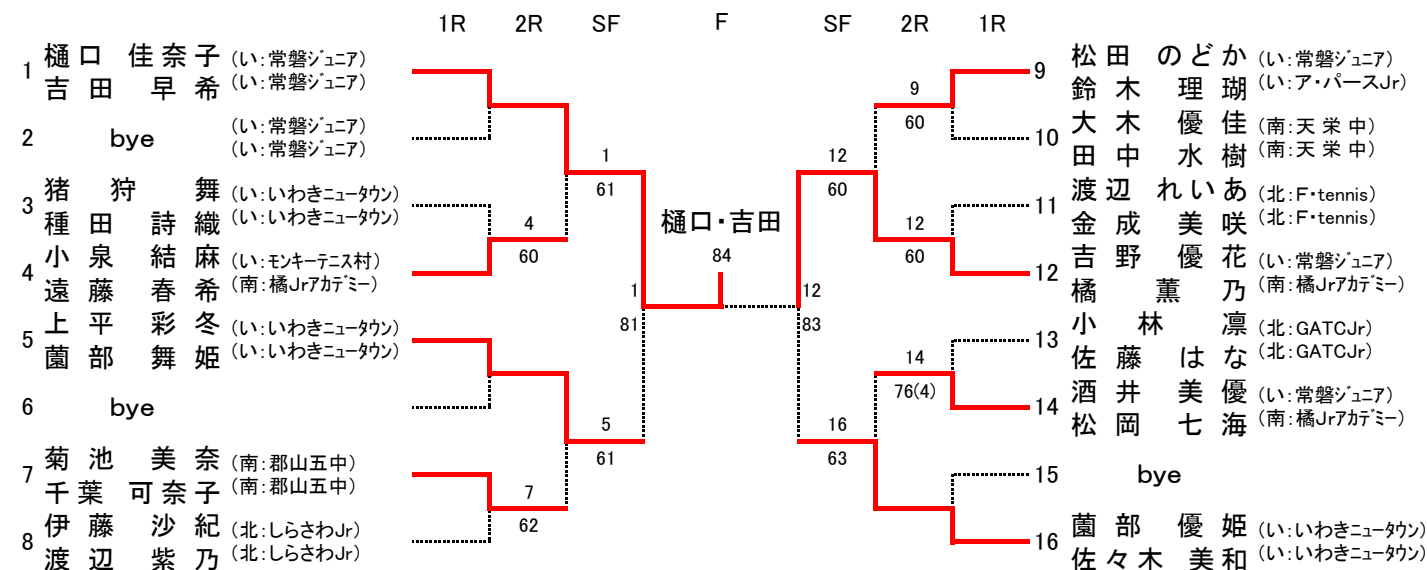 1R 2R SF F SF 2R 1R
1 樋口 佳奈子 (い:常磐ジュニア)
吉田 早希 (い:常磐ジュニア)
2 bye (い:常磐ジュニア)
(い:常磐ジュニア)
3 猪狩 舞 (い:いわきニュータウン)
種田 詩織 (い:いわきニュータウン)
4 小泉 結麻 (い:モンキーテニス村)
遠藤 春希 (南:橘Jrアカデミー)
5 上平 彩冬 (い:いわきニュータウン)
薗部 舞姫 (い:いわきニュータウン)
6 bye
7 菊池 美奈 (南:郡山五中)
千葉 可奈子 (南:郡山五中)
8 伊藤 沙紀 (北:しらさわJr)
渡辺 紫乃 (北:しらさわJr)
4
60
7
62
1
61
5
61
1
81
樋口・吉田
84
12
83
12
60
16
63
9
60
12
60
14
76(4)
9 松田 のどか (い:常磐ジュニア)
鈴木 理瑚 (い:ア・パースJr)
10 大木 優佳 (南:天栄中)
田中 水樹 (南:天栄中)
11 渡辺 れいあ (北:F・tennis)
金成 美咲 (北:F・tennis)
12 吉野 優花 (い:常磐ジュニア)
橘 薫乃 (南:橘Jrアカデミー)
13 小林 凛 (北:GATCJr)
佐藤 はな (北:GATCJr)
14 酒井 美優 (い:常磐ジュニア)
松岡 七海 (南:橘Jrアカデミー)
15 bye
16 薗部 優姫 (い:いわきニュータウン)
佐々木 美和 (い:いわきニュータウン)